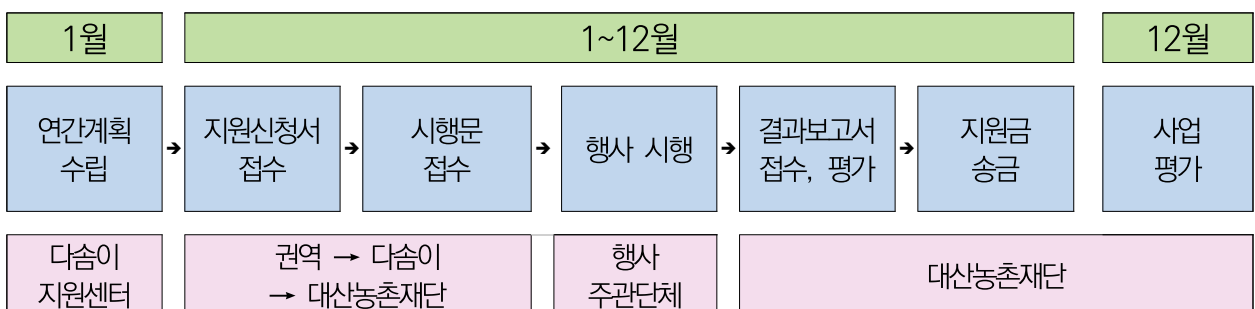 1월
1~12월
12월
연간계획
수립
➔
지원신청서
접수
➔
시행문
접수
➔
행사 시행
➔
결과보고서
접수, 평가
➔
지원금
송금
사업
평가
다솜이
지원센터
권역 → 다솜이
→ 대산농촌재단
행사
주관단체
대산농촌재단